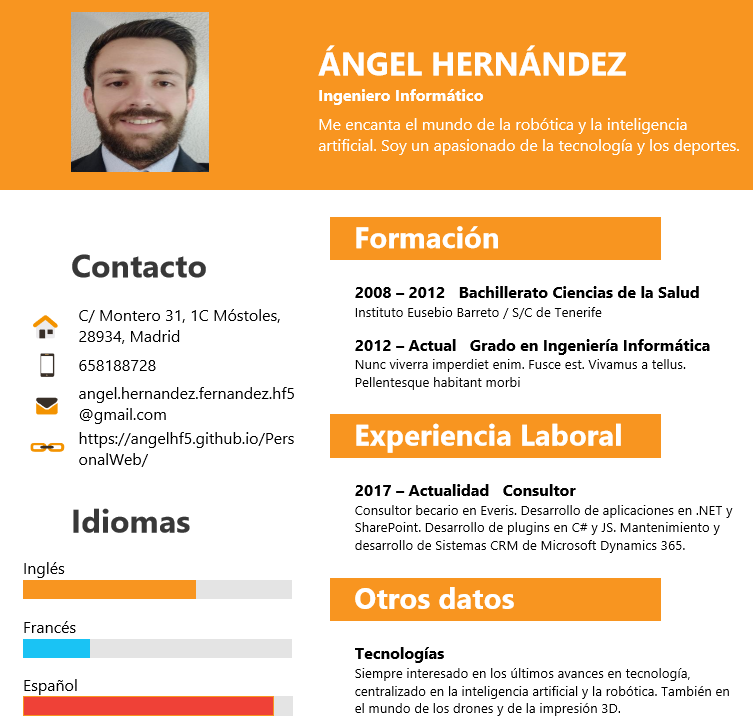 ÁNGEL HERNÁNDEZ
Ingeniero Informático
Me encanta el mundo de la robótica y la inteligencia
artificial. Soy un apasionado de la tecnología y los deportes.
Contacto
C/ Montero 31, 1C Móstoles,
28934, Madrid
658188728
angel.hernandez.fernandez.hf5
@gmail.com
https://angelhf5.github.io/Pers
onalWeb/
Idiomas
Inglés
Francés
Español
Formación
2008 – 2012   Bachillerato Ciencias de la Salud
Instituto Eusebio Barreto / S/C de Tenerife
2012 – Actual   Grado en Ingeniería Informática
Nunc viverra imperdiet enim. Fusce est. Vivamus a tellus.
Pellentesque habitant morbi
Experiencia Laboral
2017 – Actualidad   Consultor
Consultor becario en Everis. Desarrollo de aplicaciones en .NET y
SharePoint. Desarrollo de plugins en C# y JS. Mantenimiento y
desarrollo de Sistemas CRM de Microsoft Dynamics 365.
Otros datos
Tecnologías
Siempre interesado en los últimos avances en tecnología,
centralizado en la inteligencia artificial y la robótica. También en
el mundo de los drones y de la impresión 3D.